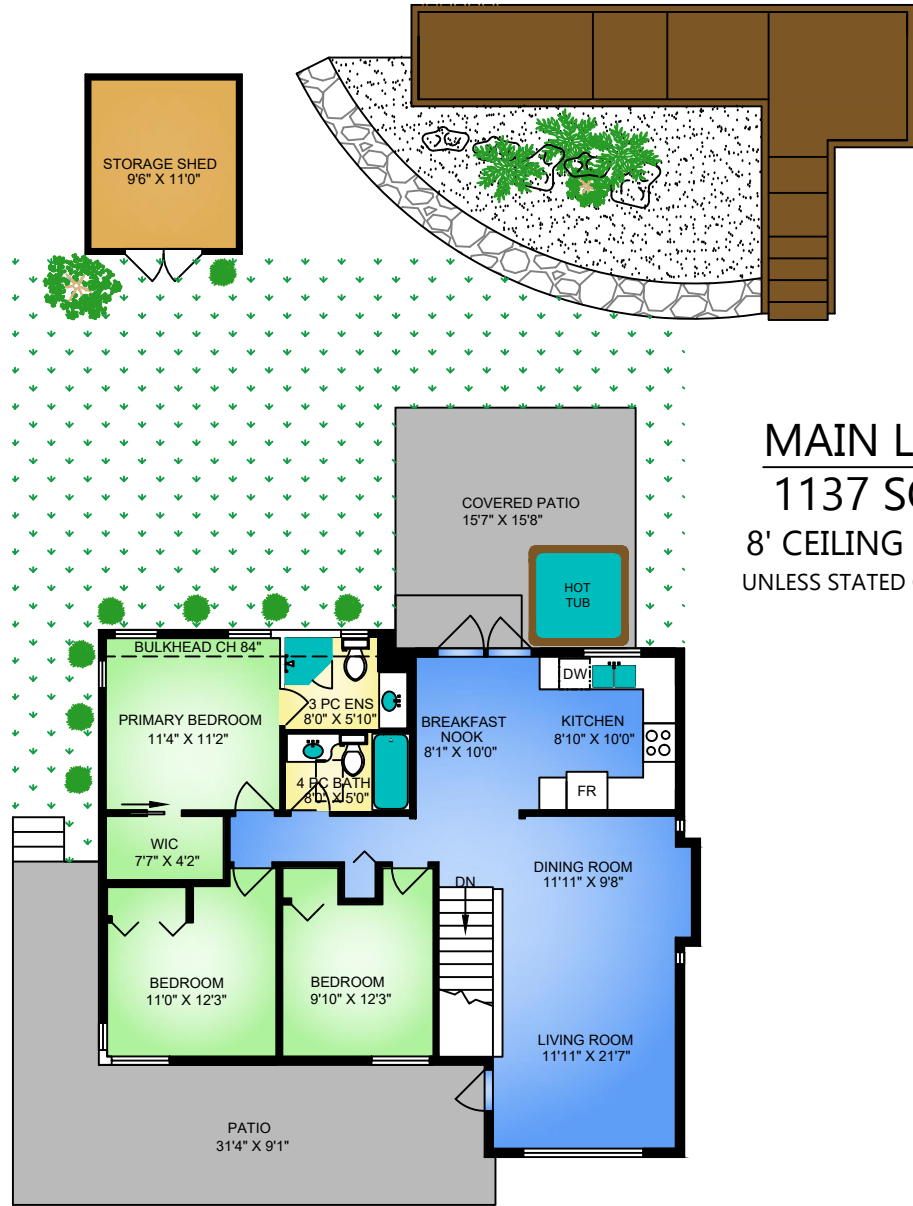 STORAGE SHED
9'6" X 11'0"
MAIN L
1137 SC
8' CEILING
UNLESS STATED
COVERED PATIO
15'7" X 15'8"
HOT
TUB
BULKHEAD CH 84"
PRIMARY BEDROOM
11'4" X 11'2"
3 PC ENS
8'0" X 5'10"
4 PC BATH
8'0" X 5'0"
BREAKFAST
NOOK
8'1" X 10'0"
DW
KITCHEN
8'10" X 10'0"
FR
WIC
7'7" X 4'2"
DN
DINING ROOM
11'11" X 9'8"
BEDROOM
11'0" X 12'3"
BEDROOM
9'10" X 12'3"
LIVING ROOM
11'11" X 21'7"
PATIO
31'4" X 9'1"